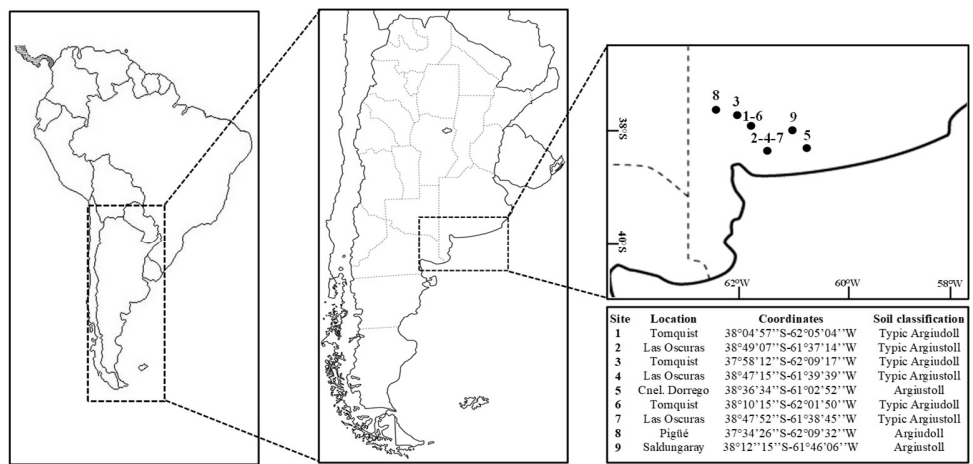 8
3
1-6
9
2-4-7
5
38ºS
40ºS
62ºW 60ºW 58ºW
Site Location Coordinates Soil classification
1 Tornquist 38°04’57’’S-62°05’04’’W Typic Argiudoll
2 Las Oscuras 38°49’07’’S-61°37’14’’W Typic Argiustoll
3 Tornquist 37°58’12’’S-62°09’17’’W Typic Argiudoll
4 Las Oscuras 38°47’15’’S-61°39’39’’W Typic Argiustoll
5 Cnel. Dorrego 38°36’34’’S-61°02’52’’W Argiustoll
6 Tornquist 38°10’15’’S-62°01’50’’W Typic Argiudoll
7 Las Oscuras 38°47’52’’S-61°38’45’’W Typic Argiustoll
8 Pigüé 37°34’26’’S-62°09’32’’W Argiudoll
9 Saldungaray 38°12’15’’S-61°46’06’’W Argiustoll